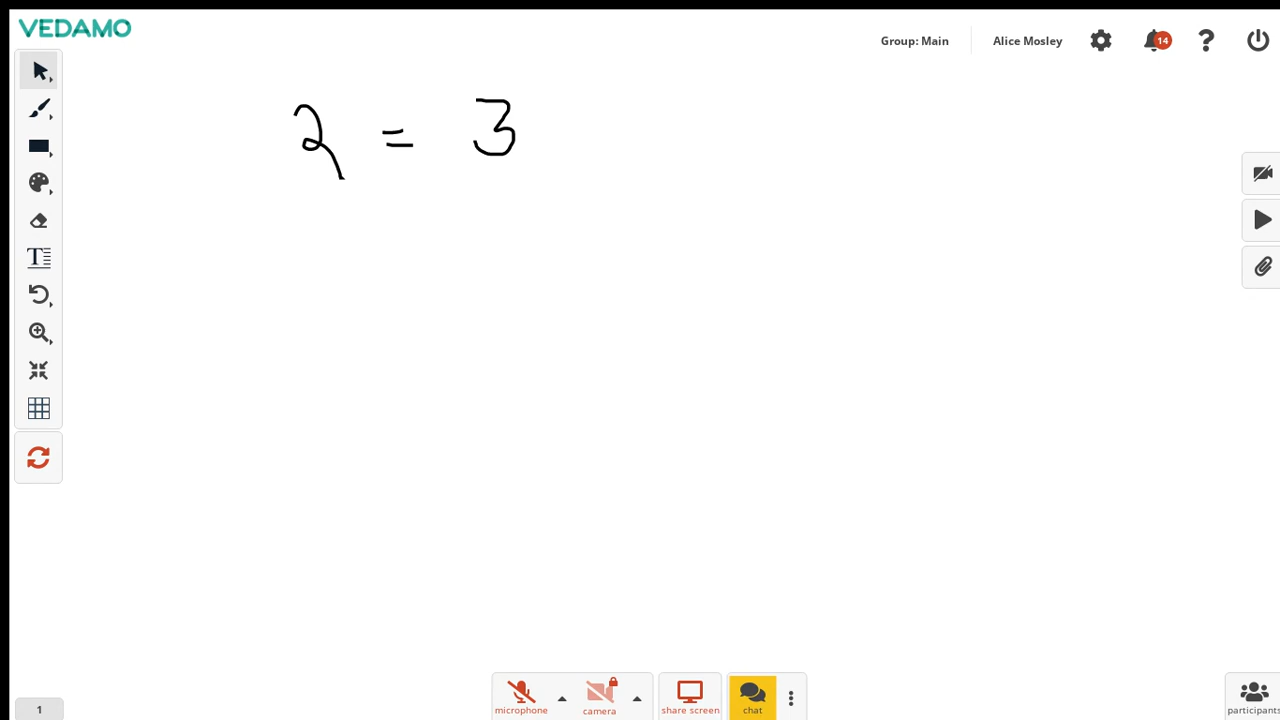 VEDAMO
Group: Main
Alice Mosley
14
2 = 3
T
1
microphone
camera
share screen
chat
participants